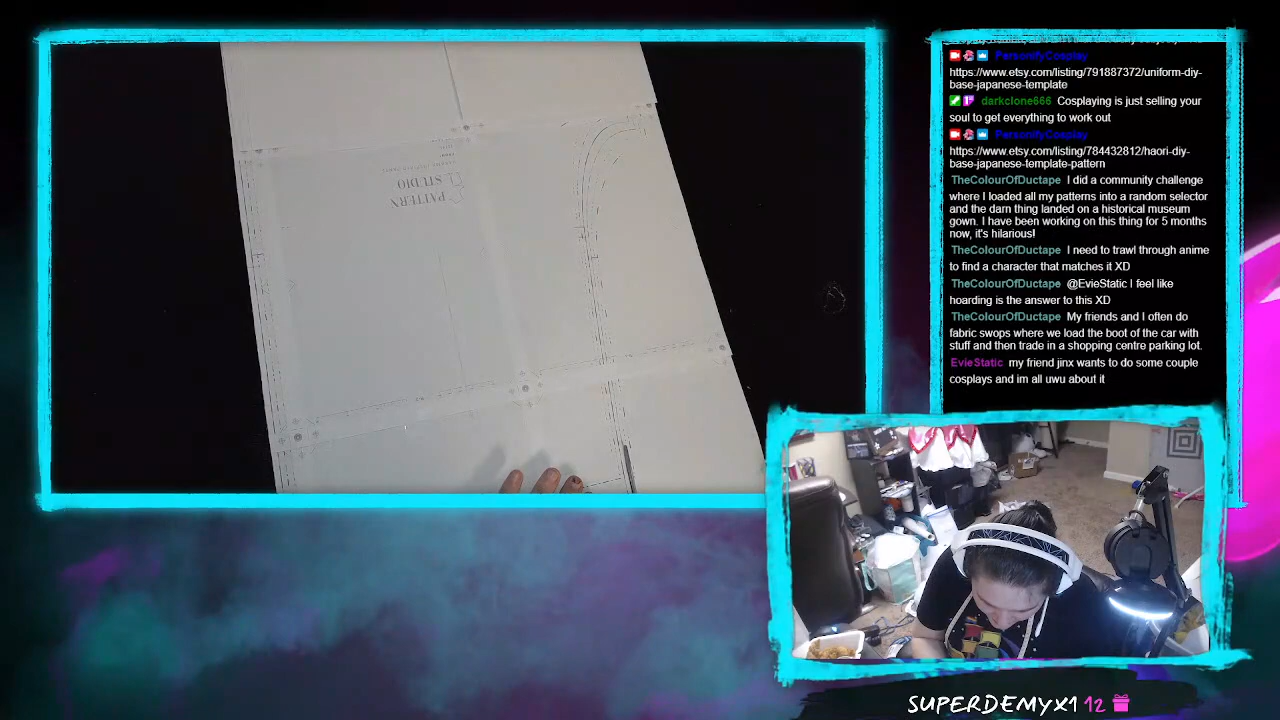 PATTERN
STUDIO
PersonifyCosplay
https://www.etsy.com/listing/791887372/uniform-diy-
base-japanese-template
darkclone666 Cosplaying is just selling your
soul to get everything to work out
PersonifyCosplay
https://www.etsy.com/listing/784432812/haori-diy-
base-japanese-template-pattern
TheColourOfDuctape I did a community challenge
where I loaded all my patterns into a random selector
and the darn thing landed on a historical museum
gown. I have been working on this thing for 5 months
now, it's hilarious!
TheColourOfDuctape I need to trawl through anime
to find a character that matches it XD
TheColourOfDuctape @EvieStatic I feel like
hoarding is the answer to this XD
TheColourOfDuctape My friends and I often do
fabric swops where we load the boot of the car with
stuff and then trade in a shopping centre parking lot.
EvieStatic my friend jinx wants to do some couple
cosplays and im all uwu about it
SUPERDEMYX1 12